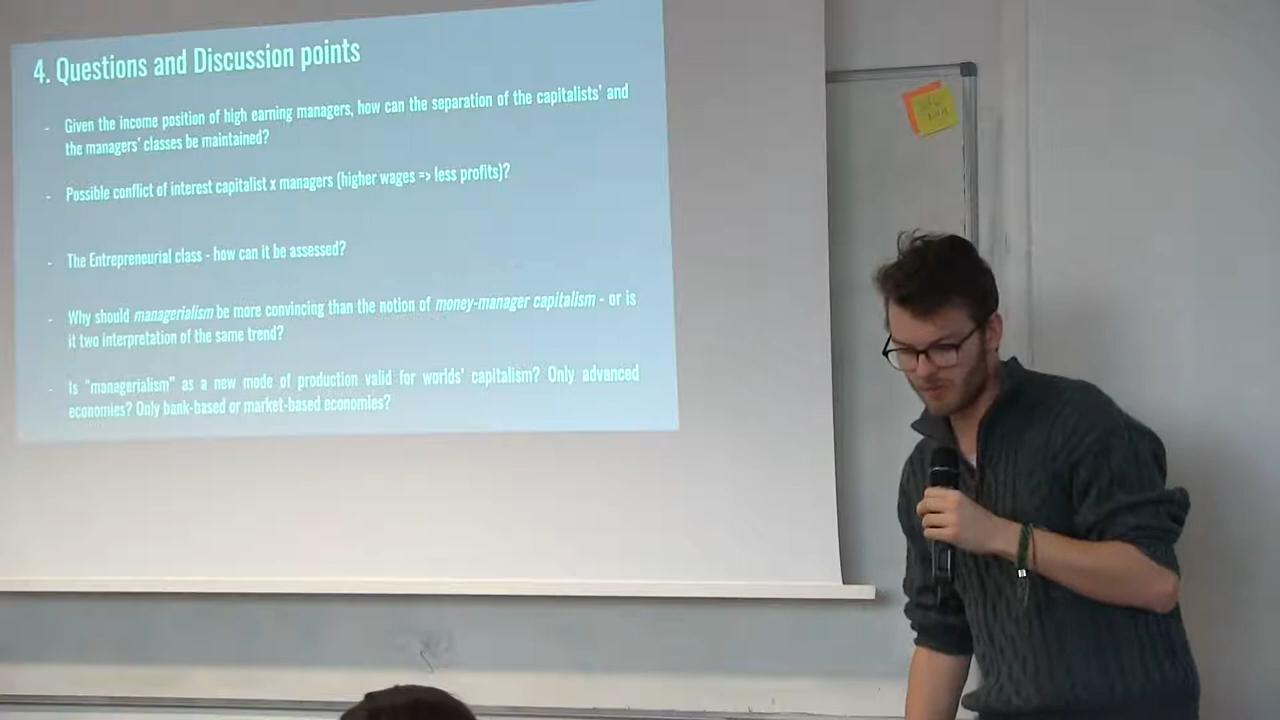 4. Questions and Discussion points
- Given the income position of high earning managers, how can the separation of the capitalists' and
the managers' classes be maintained?
- Possible conflict of interest capitalist x managers (higher wages => less profits)?
- The Entrepreneurial class - how can it be assessed?
- Why should managerialism be more convincing than the notion of money-manager capitalism - or is
it two interpretation of the same trend?
- Is "managerialism" as a new mode of production valid for worlds' capitalism? Only advanced
economies? Only bank-based or market-based economies?